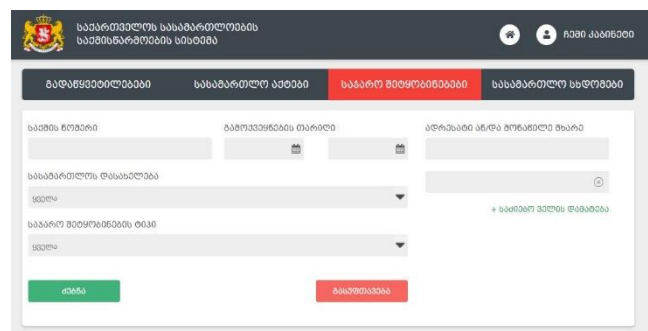 საქართველოს სასამართლოების
საქმისწარმოების სისტემა
ჩემი კაბინეტი
გადაწყვეტილებები
სასამართლო აქტები
საჯარო შეტყობინებები
სასამართლო სხდომები
საქმის ნომერი
გამოქვეყნების თარიღი
ადრესატი ან/და მონაწილე მხარე
სასამართლოს დასახელება
ყველა
+ საძიებო ველის დამატება
საჯარო შეტყობინების ტიპი
ყველა
ძებნა
გასუფთავება